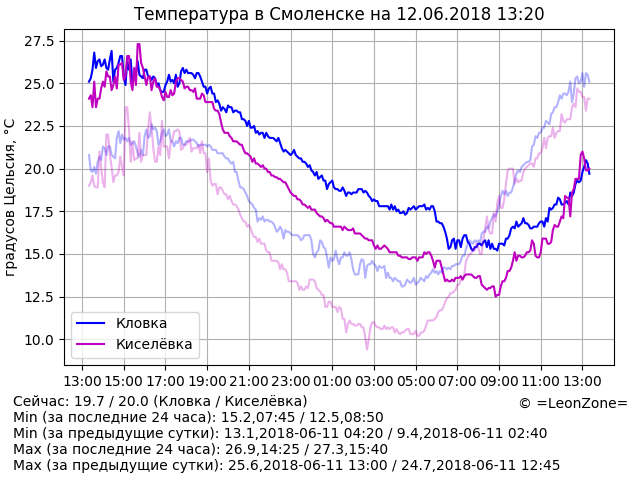 Температура в Смоленске на 12.06.2018 13:20
градусов Цельсия, °C
27.5
25.0
22.5
20.0
17.5
15.0
12.5
10.0
Кловка
Киселёвка
13:00 15:00 17:00 19:00 21:00 23:00 01:00 03:00 05:00 07:00 09:00 11:00 13:00
Сейчас: 19.7 / 20.0 (Кловка / Киселёвка)
© =LeonZone=
Min (за последние 24 часа): 15.2,07:45 / 12.5,08:50
Min (за предыдущие сутки): 13.1,2018-06-11 04:20 / 9.4,2018-06-11 02:40
Max (за последние 24 часа): 26.9,14:25 / 27.3,15:40
Max (за предыдущие сутки): 25.6,2018-06-11 13:00 / 24.7,2018-06-11 12:45